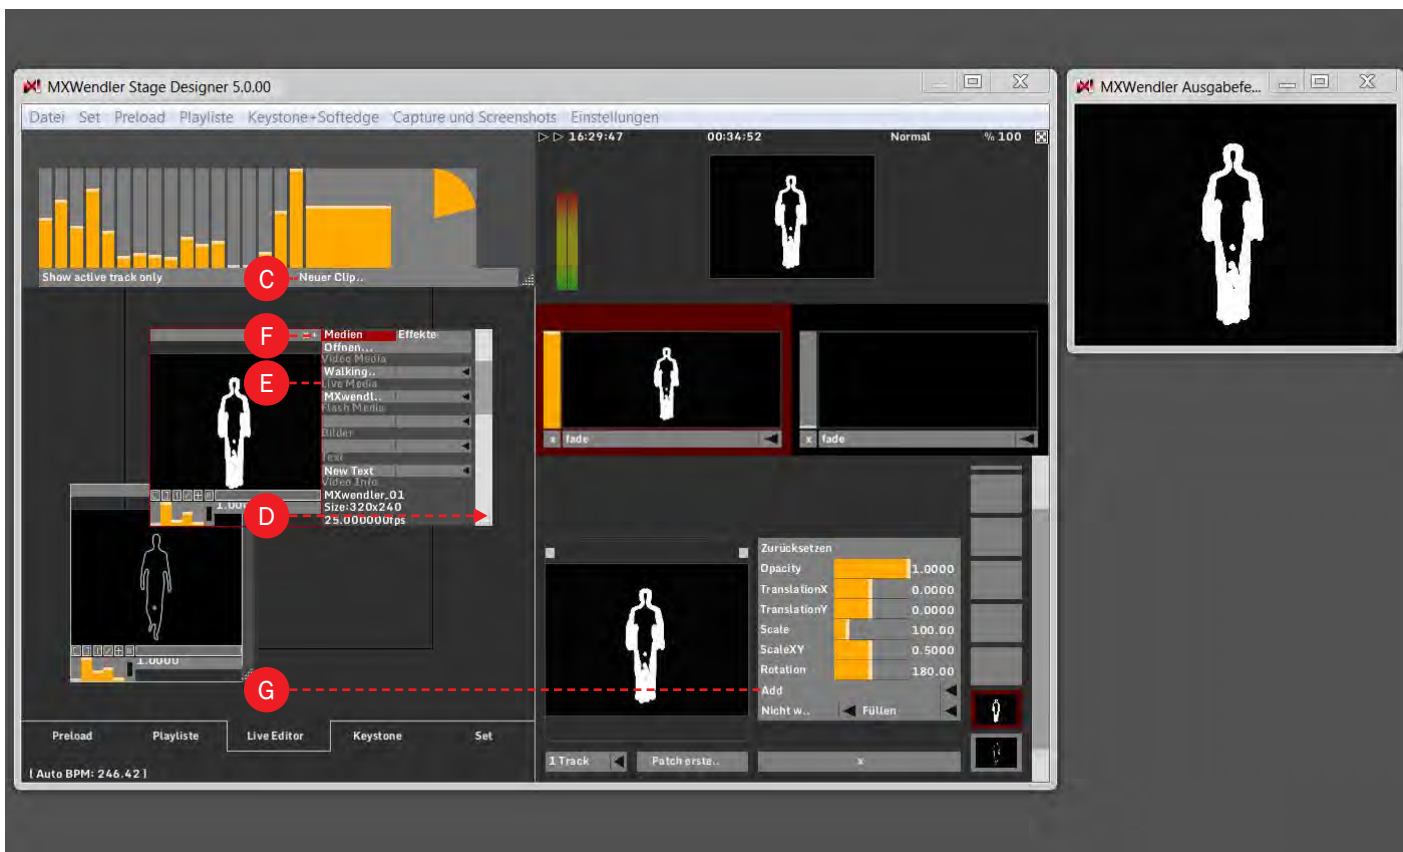 MXWendler Stage Designer 5.0.00
MXWendler Ausgabefe...
Datei Set Preload Playliste Keystone+Softedge Capture und Screenshots Einstellungen
16:29:47 00:34:52 Normal % 100
Show active track only
C
Neuer Clip..
F
Medien Effekte
Öffnen...
Video Media
Walking..
E
Live Media
MXwendl..
Flash Media
Bilder
Text
New Text
Video Info
MXwendler_01
Size:320x240
25.000000fps
D
1.000
1.0000
x fade
x fade
Zurücksetzen
Opacity 1.0000
TranslationX 0.0000
TranslationY 0.0000
Scale 100.00
ScaleXY 0.5000
Rotation 180.00
G
Add
Nicht w.. Füllen
Preload Playliste Live Editor Keystone Set
1 Track Patch erste.. x
[ Auto BPM: 246.42 ]